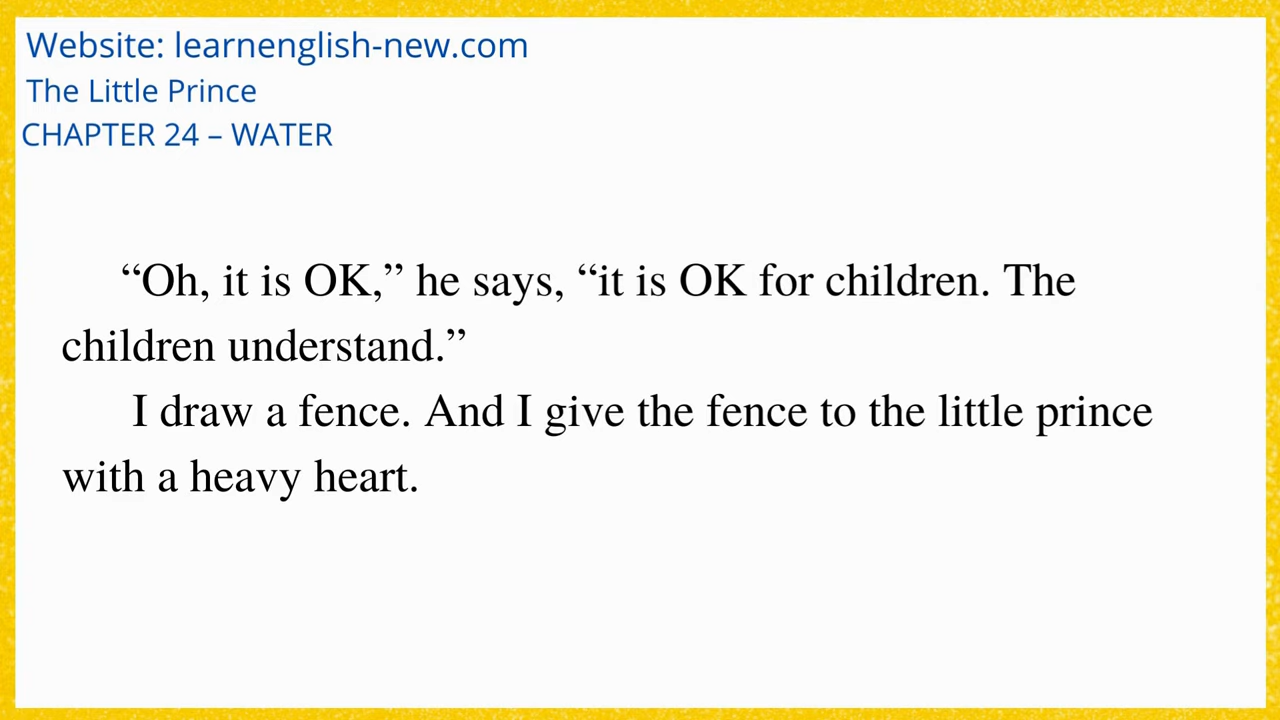 Website: learnenglish-new.com
The Little Prince
CHAPTER 24 – WATER
“Oh, it is OK,” he says, “it is OK for children. The
children understand.”
I draw a fence. And I give the fence to the little prince
with a heavy heart.